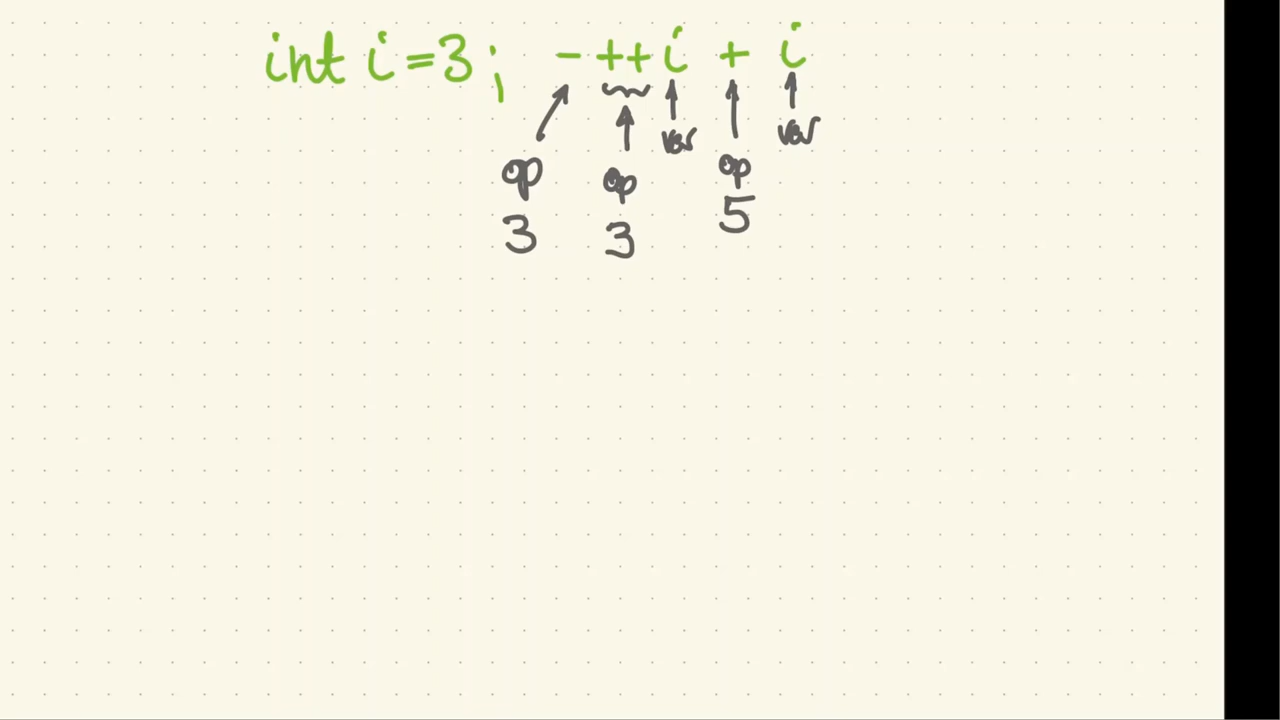 int i = 3 ; - ++ i + i
var var
op op op
3 3 5